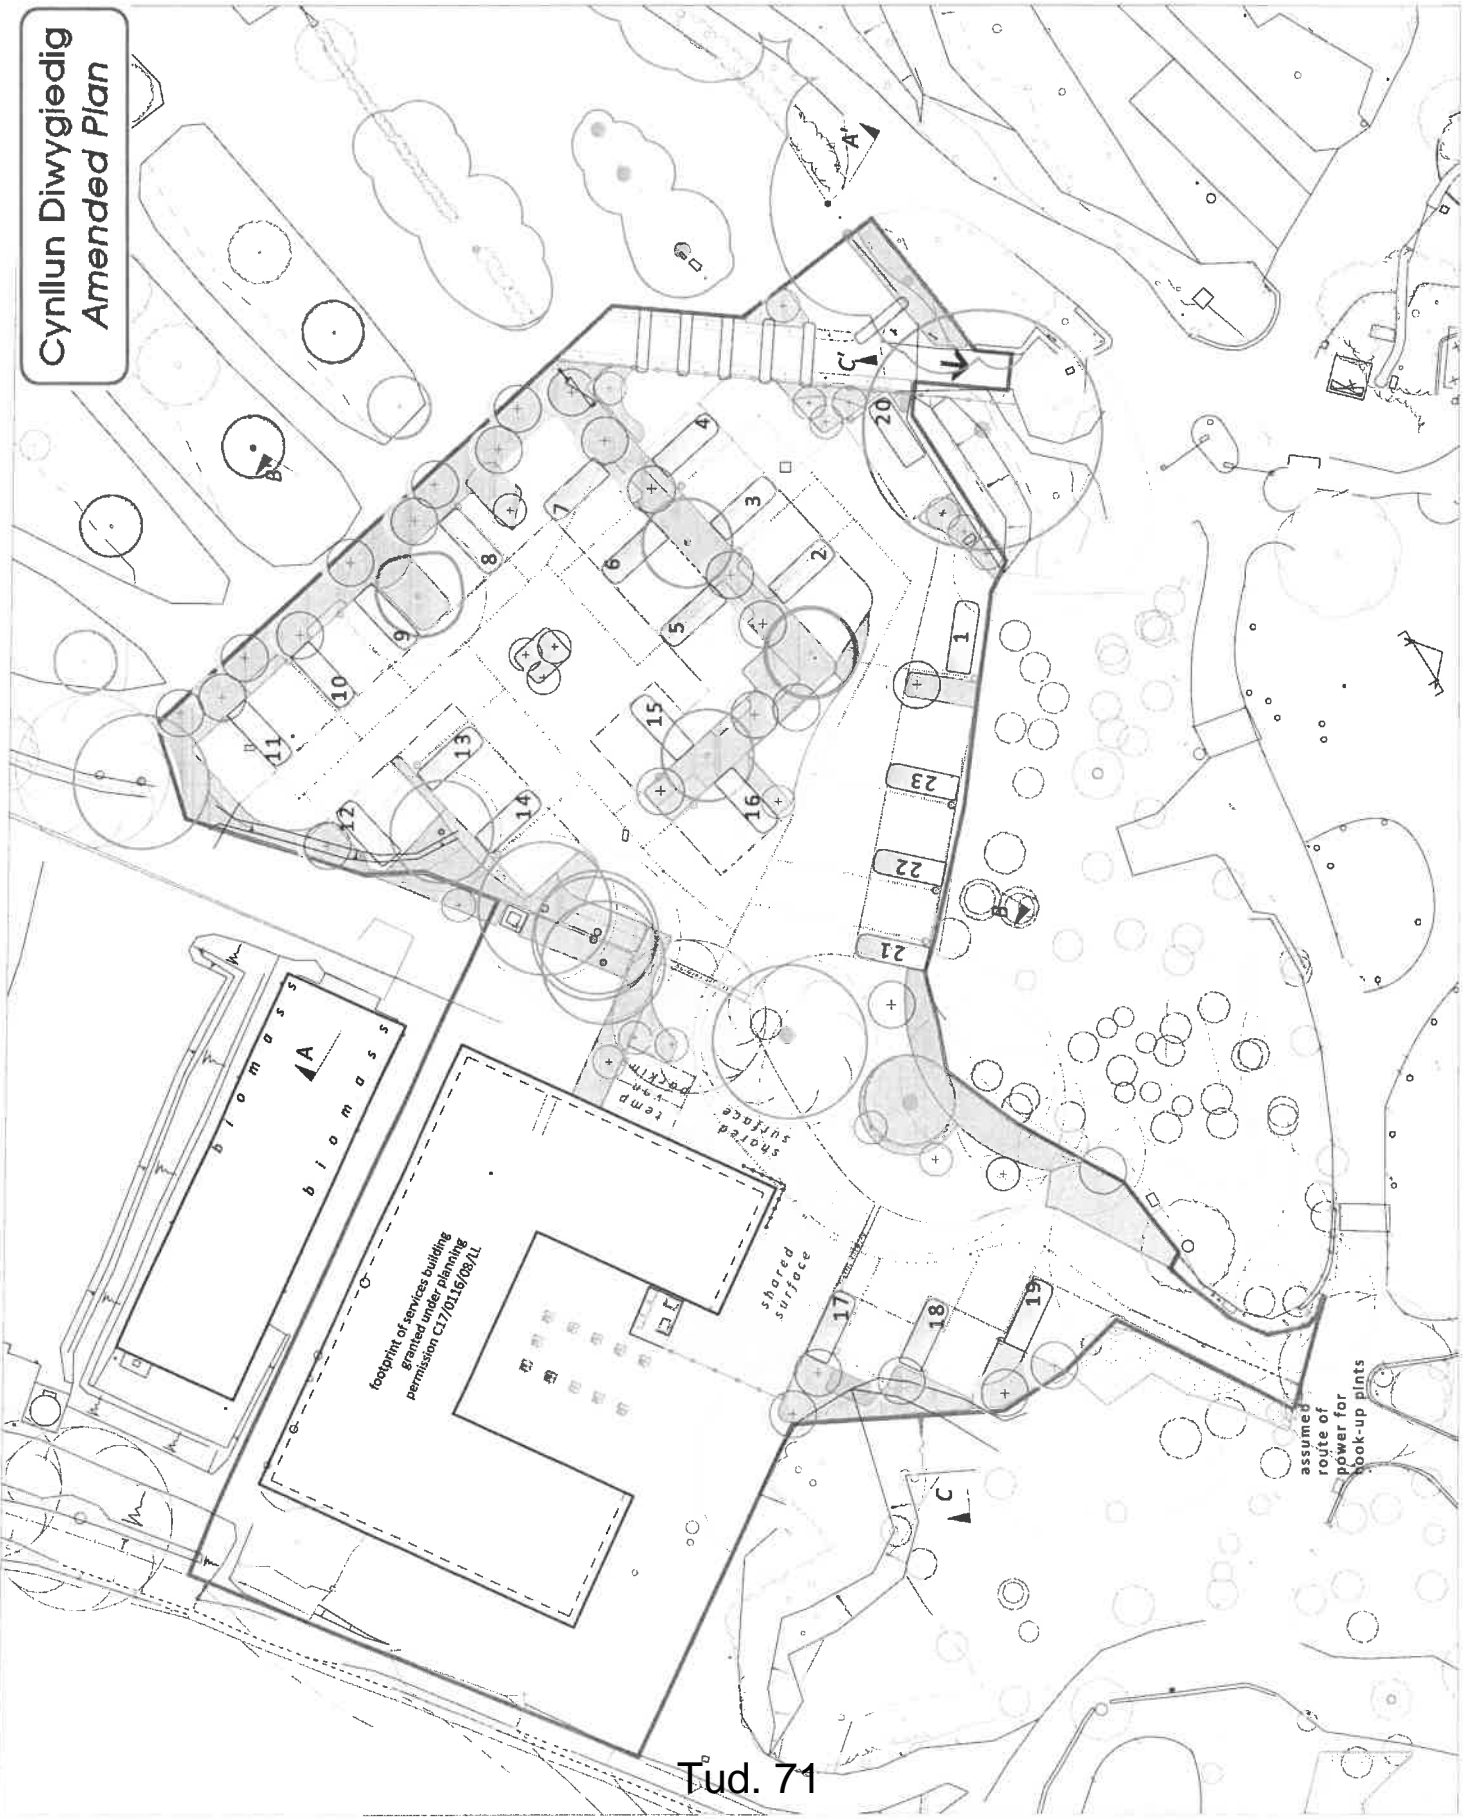 Cynllun Diwygiedig
Amended Plan
A'
C'
B'
20
4
3
2
7
6
5
8
9
10
11
1
15
16
13
14
12
23
22
21
B
biomass
biomass
A
temp
van
parking
shared
surface
footprint of services building
granted under planning
permission C17/0116/08/LL
shared
surface
17
18
19
C
assumed
route of
power for
hook-up pints
Tud. 71